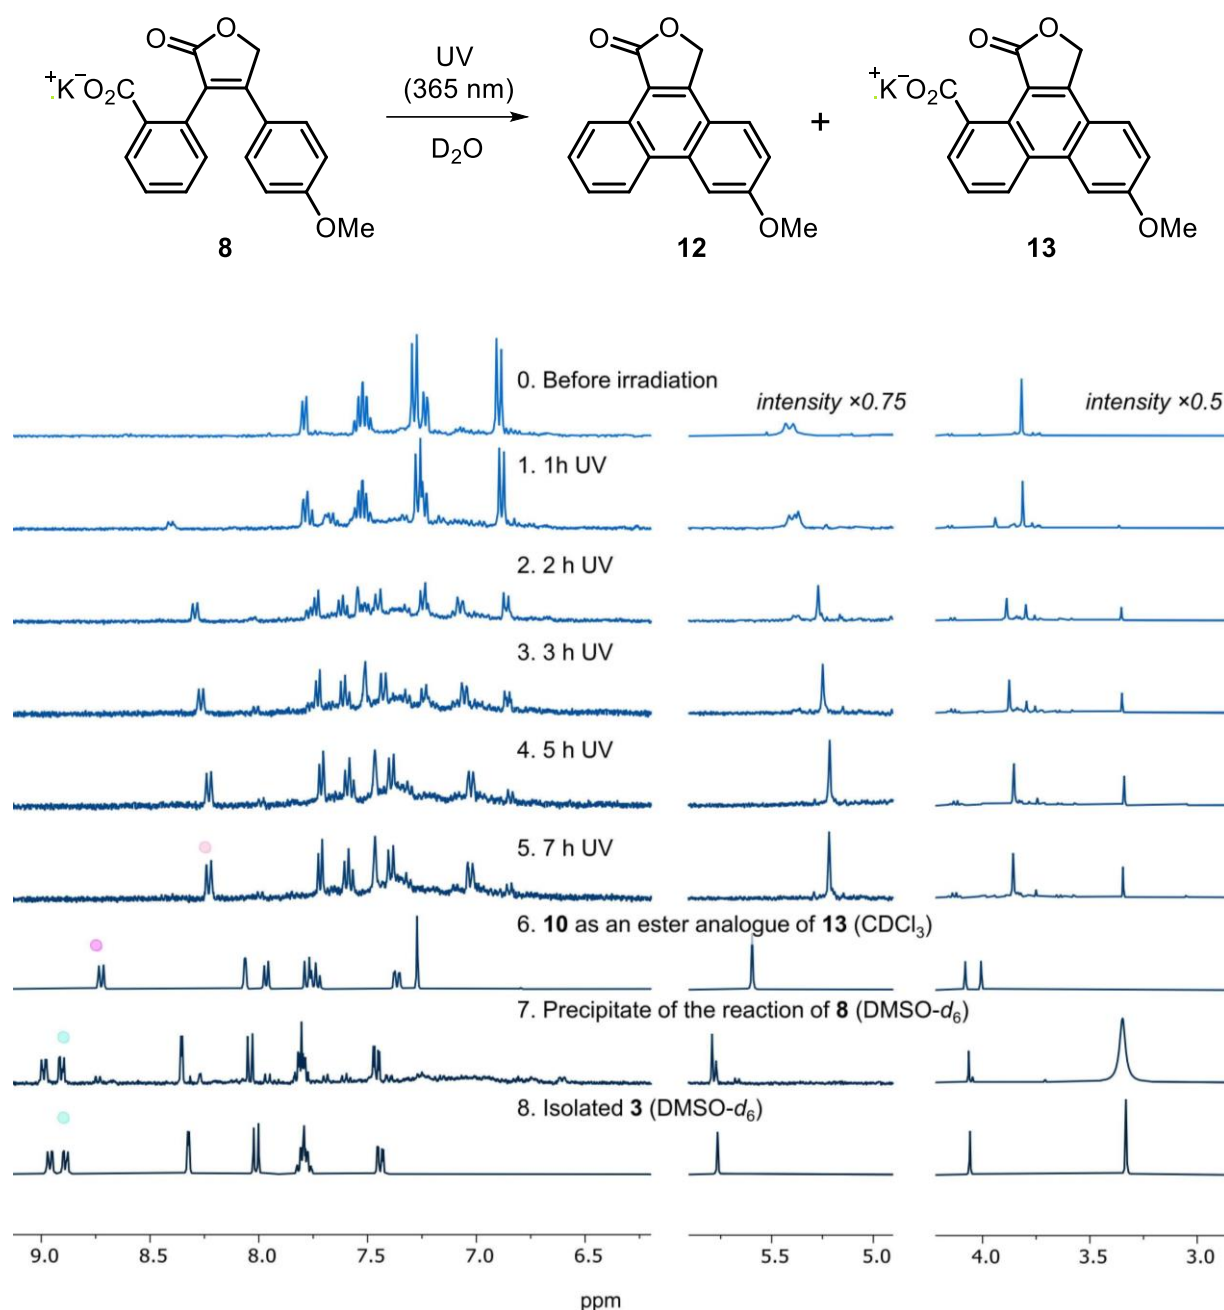 O O
+K−O2C
OMe
8
UV
(365 nm)
D2O
O O
OMe
12
+
O O
+K−O2C
OMe
13
0. Before irradiation
intensity ×0.75
intensity ×0.5
1. 1h UV
2. 2 h UV
3. 3 h UV
4. 5 h UV
5. 7 h UV
6. 10 as an ester analogue of 13 (CDCl3)
7. Precipitate of the reaction of 8 (DMSO-d6)
8. Isolated 3 (DMSO-d6)
9.0 8.5 8.0 7.5 7.0 6.5 5.5 5.0 4.0 3.5 3.0
ppm